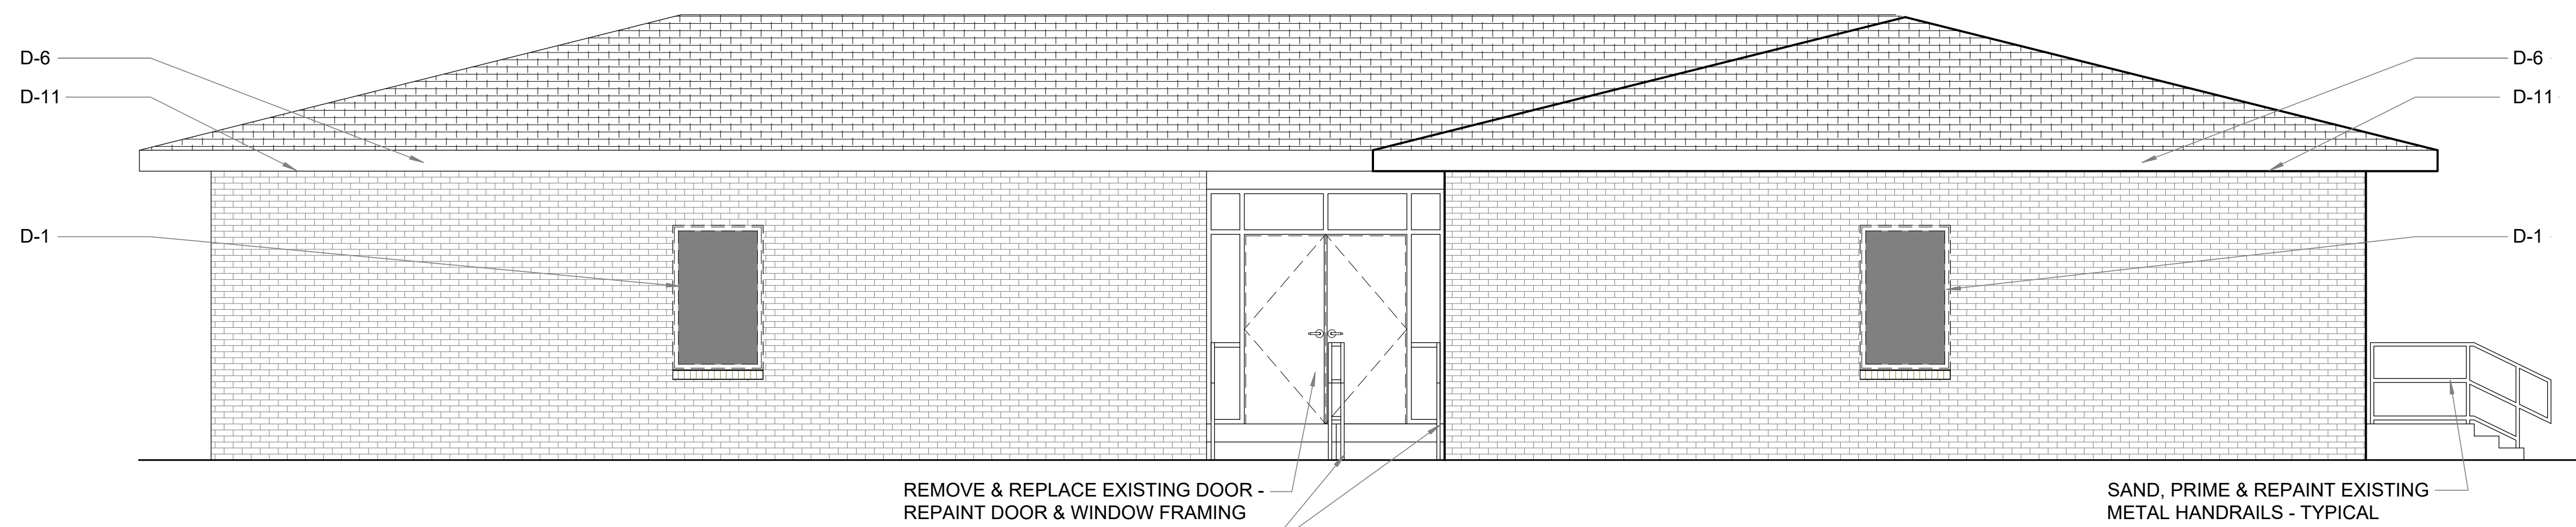 D-6
D-11
D-1
D-6
D-11
D-1
REMOVE & REPLACE EXISTING DOOR -
REPAINT DOOR & WINDOW FRAMING
SAND, PRIME & REPAINT EXISTING
METAL HANDRAILS - TYPICAL